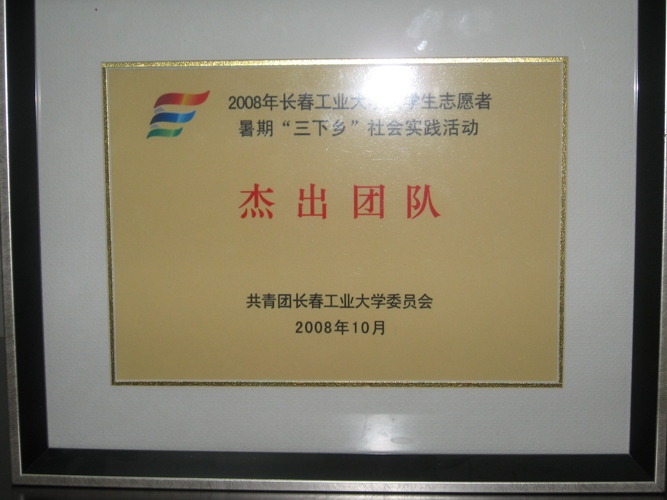 2008年长春工业大 学生志愿者
暑期“三下乡”社会实践活动
杰出团队
共青团长春工业大学委员会
2008年10月